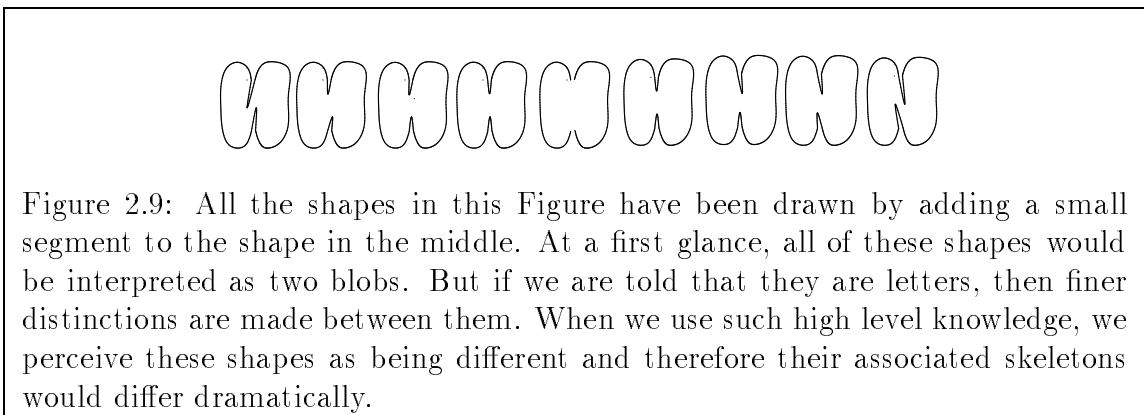 Figure 2.9: All the shapes in this Figure have been drawn by adding a small
segment to the shape in the middle. At a first glance, all of these shapes would
be interpreted as two blobs. But if we are told that they are letters, then finer
distinctions are made between them. When we use such high level knowledge, we
perceive these shapes as being different and therefore their associated skeletons
would differ dramatically.